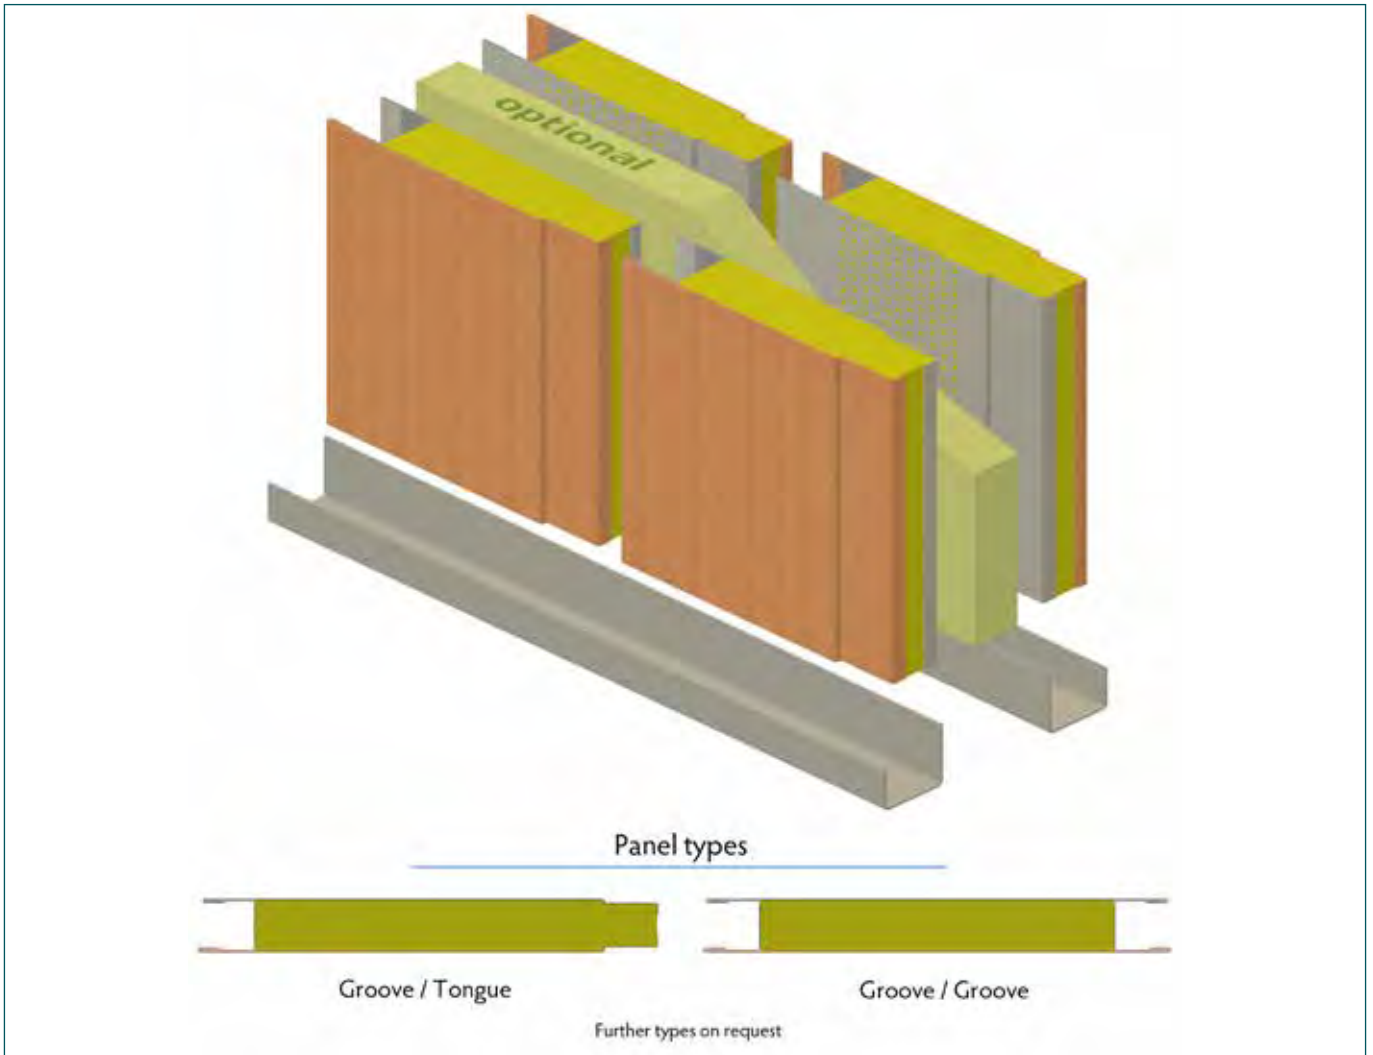 optional
Panel types
Groove / Tongue
Groove / Groove
Further types on request